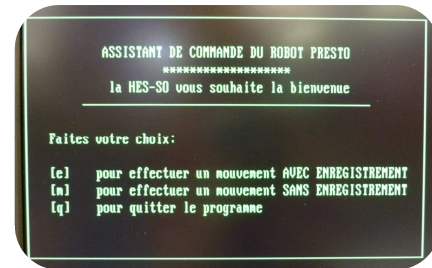 ASSISTANT DE COMMANDE DU ROBOT PRESTO
*******************
la HES-SO vous souhaite la bienvenue
Faites votre choix:
[e] pour effectuer un mouvement AVEC ENREGISTREMENT
[m] pour effectuer un mouvement SANS ENREGISTREMENT
[q] pour quitter le programme